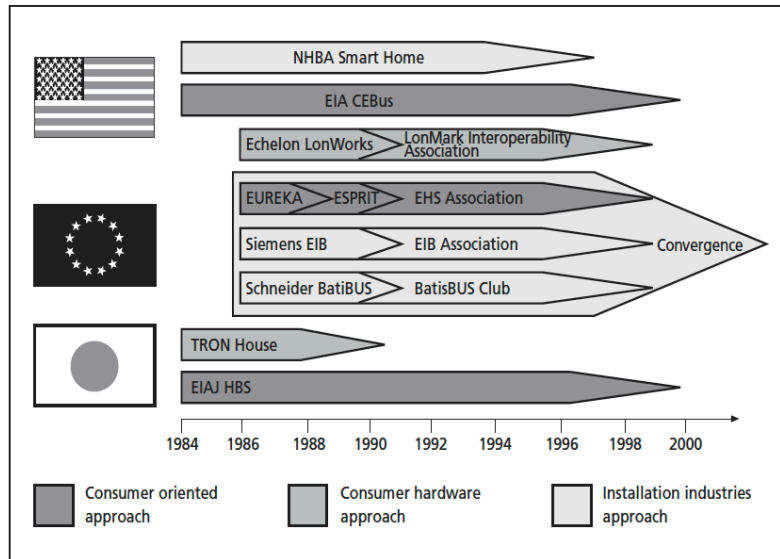 NHBA Smart Home
EIA CEBus
Echelon LonWorks
LonMark Interoperability
Association
EUREKA
ESPRIT
EHS Association
Siemens EIB
EIB Association
Convergence
Schneider BatiBUS
BatisBUS Club
TRON House
EIAJ HBS
1984 1986 1988 1990 1992 1994 1996 1998 2000
Consumer oriented
approach
Consumer hardware
approach
Installation industries
approach